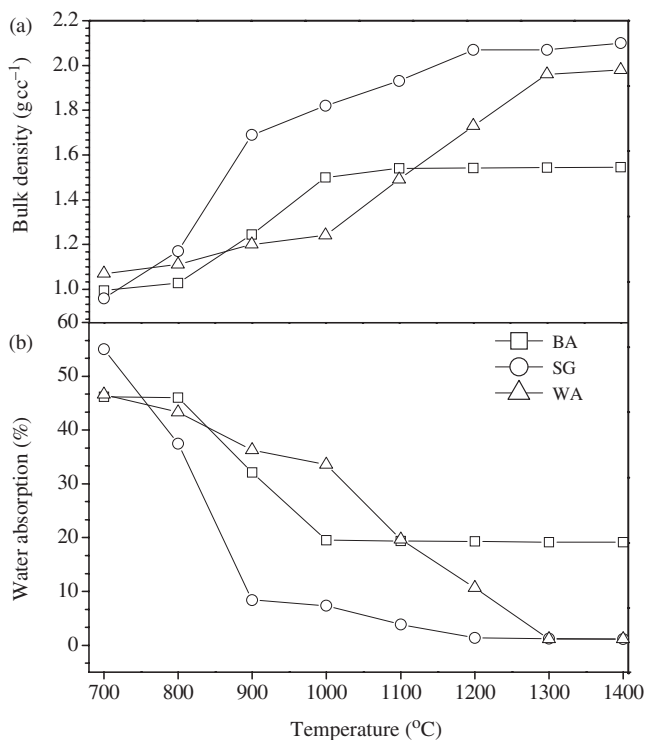 (a)
2.2
2.0
1.8
1.6
1.4
1.2
1.0
Bulk density (g cc⁻¹)
60
(b)
50
40
30
20
10
0
Water absorption (%)
BA
SG
WA
700 800 900 1000 1100 1200 1300 1400
Temperature (°C)